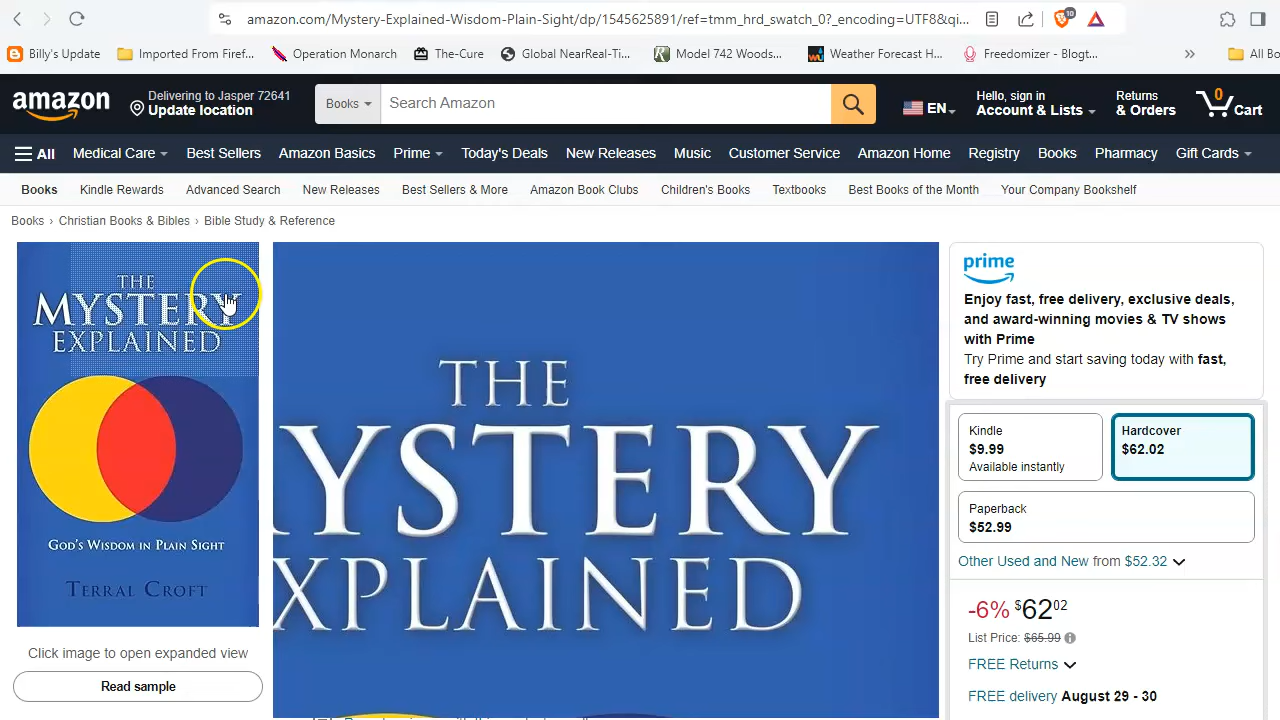 amazon.com/Mystery-Explained-Wisdom-Plain-Sight/dp/1545625891/ref=tmm_hrd_swatch_0?_encoding=UTF8&qi...
10
Billy's Update Imported From Firef... Operation Monarch The-Cure Global NearReal-Ti... Model 742 Woods... Weather Forecast H... Freedomizer - Blogt... » All Bo
amazon
Delivering to Jasper 72641
Update location
Books
Search Amazon
EN
Hello, sign in
Account & Lists
Returns
& Orders
0
Cart
All Medical Care Best Sellers Amazon Basics Prime Today's Deals New Releases Music Customer Service Amazon Home Registry Books Pharmacy Gift Cards
Books Kindle Rewards Advanced Search New Releases Best Sellers & More Amazon Book Clubs Children's Books Textbooks Best Books of the Month Your Company Bookshelf
Books › Christian Books & Bibles › Bible Study & Reference
THE
MYSTERY
EXPLAINED
GOD'S WISDOM IN PLAIN SIGHT
TERRAL CROFT
Click image to open expanded view
Read sample
THE
MYSTERY
EXPLAINED
prime
Enjoy fast, free delivery, exclusive deals,
and award-winning movies & TV shows
with Prime
Try Prime and start saving today with fast,
free delivery
Kindle
$9.99
Available instantly
Hardcover
$62.02
Paperback
$52.99
Other Used and New from $52.32
-6% $6202
List Price: $65.99
FREE Returns
FREE delivery August 29 - 30